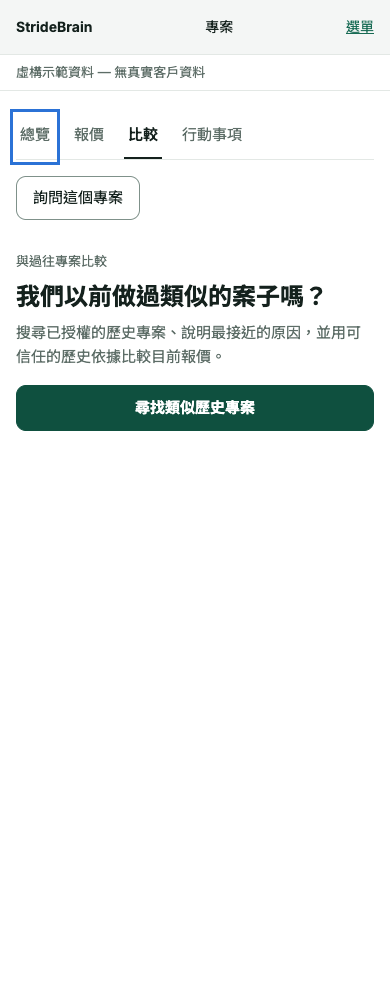 StrideBrain 專案 選單
虛構示範資料 — 無真實客戶資料
總覽 報價 比較 行動事項
詢問這個專案
與過往專案比較
我們以前做過類似的案子嗎？
搜尋已授權的歷史專案、說明最接近的原因，並用可
信任的歷史依據比較目前報價。
尋找類似歷史專案